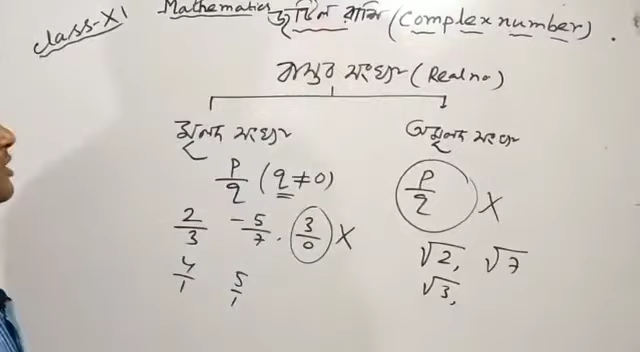 Class-XI
Mathematics জটিল রাশি (Complex number) .
বাস্তব সংখ্যা (Real no)
মূলদ সংখ্যা অমূলদ সংখ্যা
p/q (q ≠ 0) p/q X
2/3 -5/7 . 3/0 X √2, √7
4/1 5/1 √3,